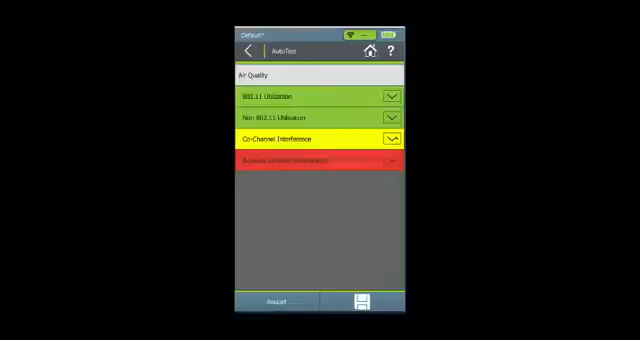 Default*
AutoTest
?
Air Quality
802.11 Utilization
Non 802.11 Utilization
Co-Channel Interference
Restart